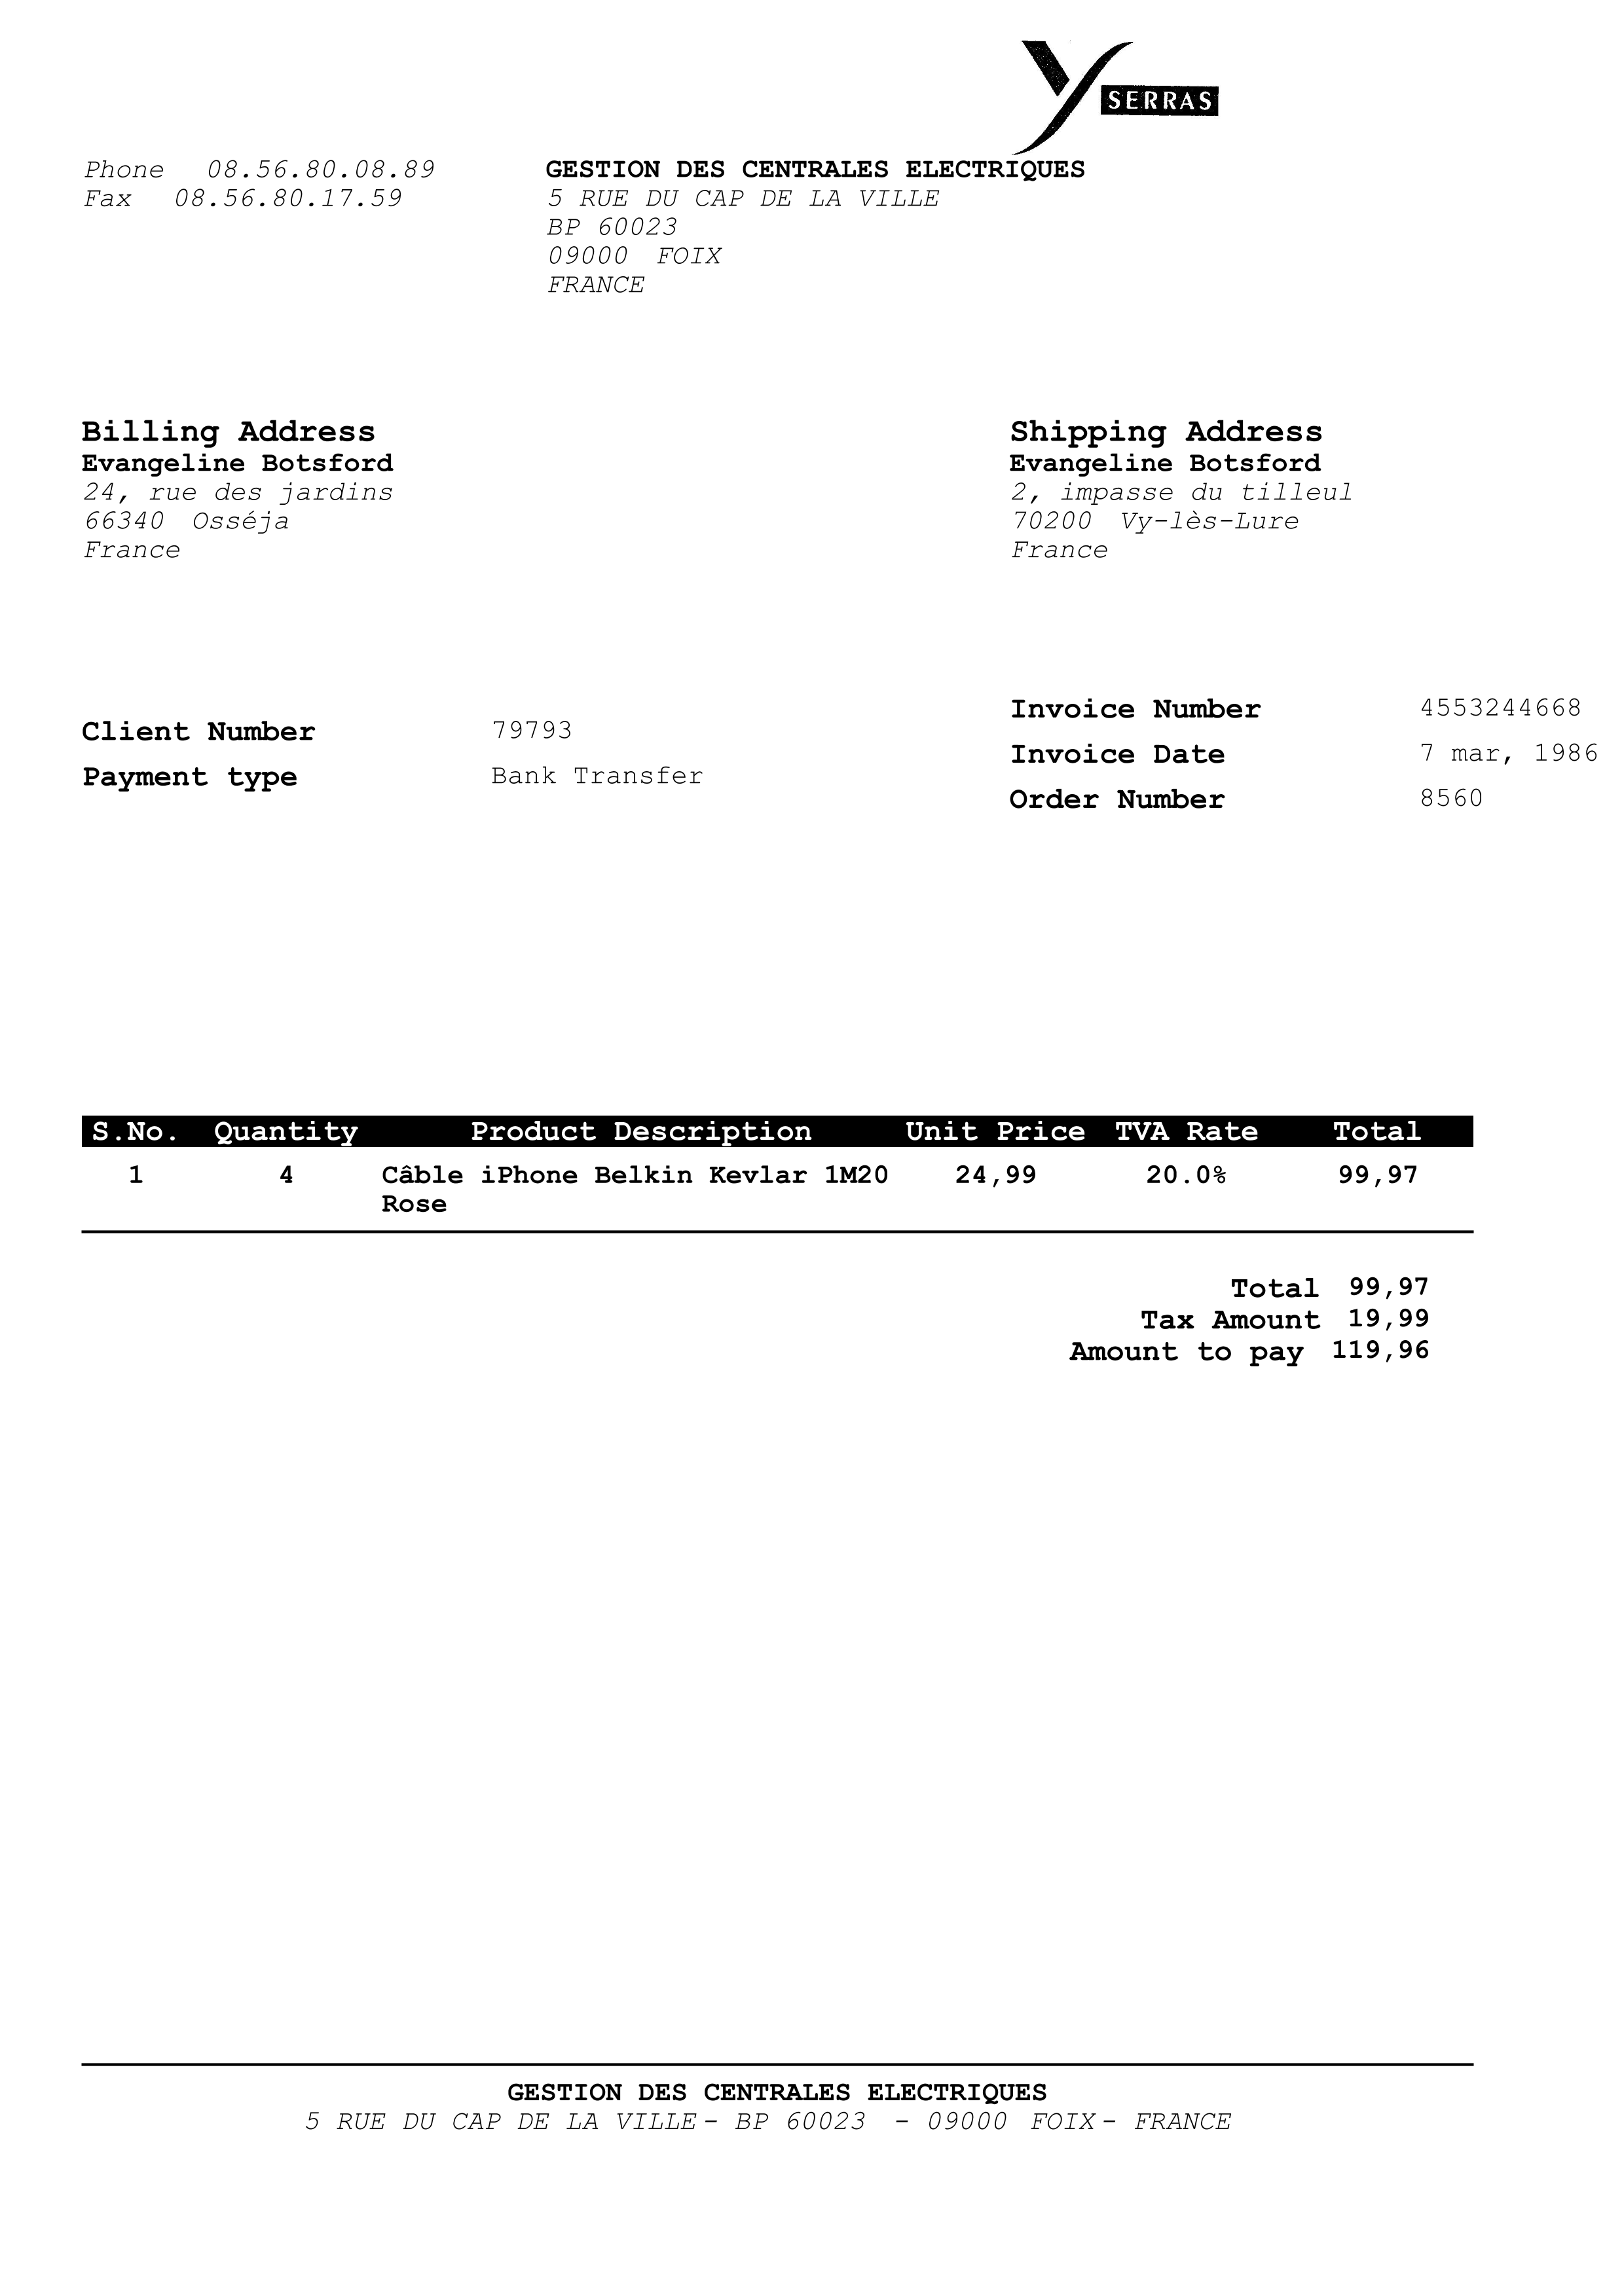 SERRAS
Phone 08.56.80.08.89
Fax 08.56.80.17.59
GESTION DES CENTRALES ELECTRIQUES
5 RUE DU CAP DE LA VILLE
BP 60023
09000 FOIX
FRANCE
Billing Address
Evangeline Botsford
24, rue des jardins
66340 Osséja
France
Shipping Address
Evangeline Botsford
2, impasse du tilleul
70200 Vy-lès-Lure
France
Client Number 79793
Payment type Bank Transfer
Invoice Number 4553244668
Invoice Date 7 mar, 1986
Order Number 8560
S.No. Quantity Product Description Unit Price TVA Rate Total
1 4 Câble iPhone Belkin Kevlar 1M20 24,99 20.0% 99,97
Rose
Total 99,97
Tax Amount 19,99
Amount to pay 119,96
GESTION DES CENTRALES ELECTRIQUES
5 RUE DU CAP DE LA VILLE - BP 60023 - 09000 FOIX - FRANCE